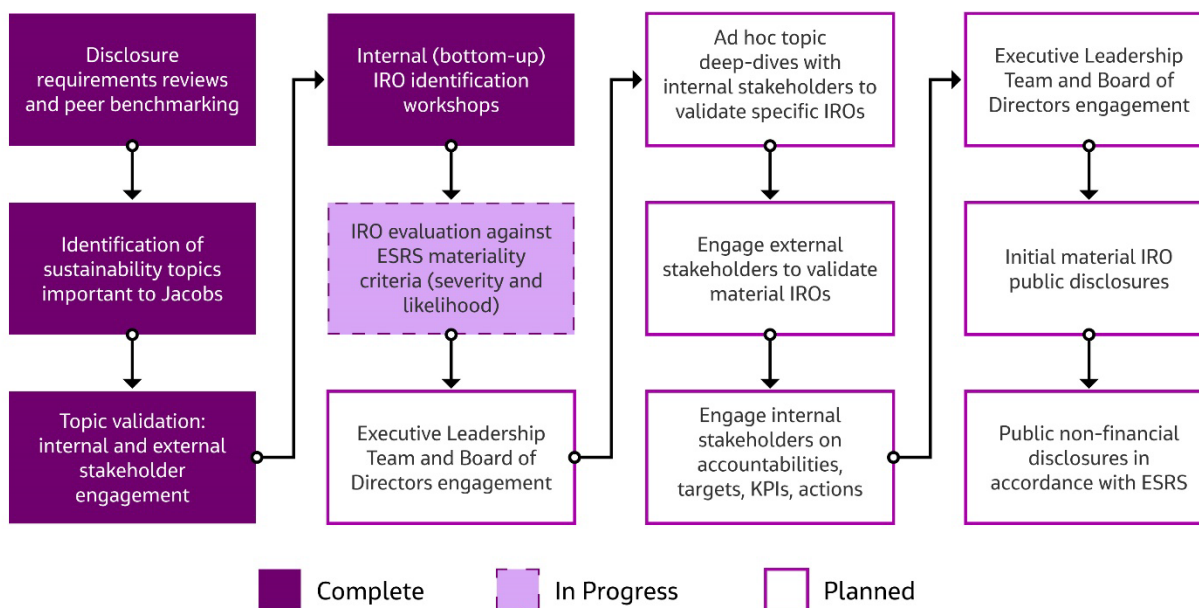 Disclosure
requirements reviews
and peer benchmarking
Identification of
sustainability topics
important to Jacobs
Topic validation:
internal and external
stakeholder
engagement
Internal (bottom-up)
IRO identification
workshops
IRO evaluation against
ESRS materiality
criteria (severity and
likelihood)
Executive Leadership
Team and Board of
Directors engagement
Ad hoc topic
deep-dives with
internal stakeholders to
validate specific IROs
Engage external
stakeholders to validate
material IROs
Engage internal
stakeholders on
accountabilities,
targets, KPIs, actions
Executive Leadership
Team and Board of
Directors engagement
Initial material IRO
public disclosures
Public non-financial
disclosures in
accordance with ESRS
Complete
In Progress
Planned